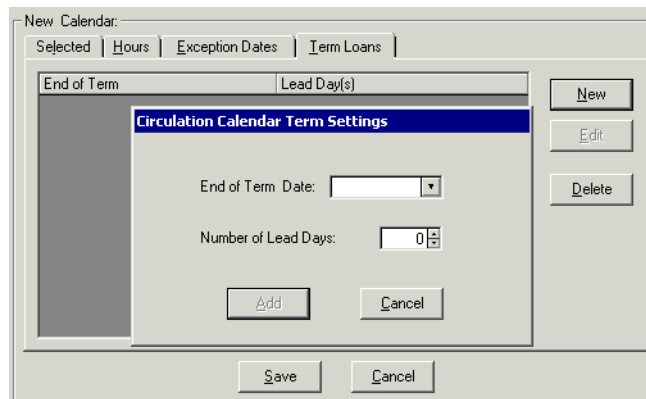 New Calendar:
Selected Hours Exception Dates Term Loans
End of Term Lead Day(s)
New
Circulation Calendar Term Settings
Edit
End of Term Date:
Delete
Number of Lead Days: 0
Add Cancel
Save Cancel